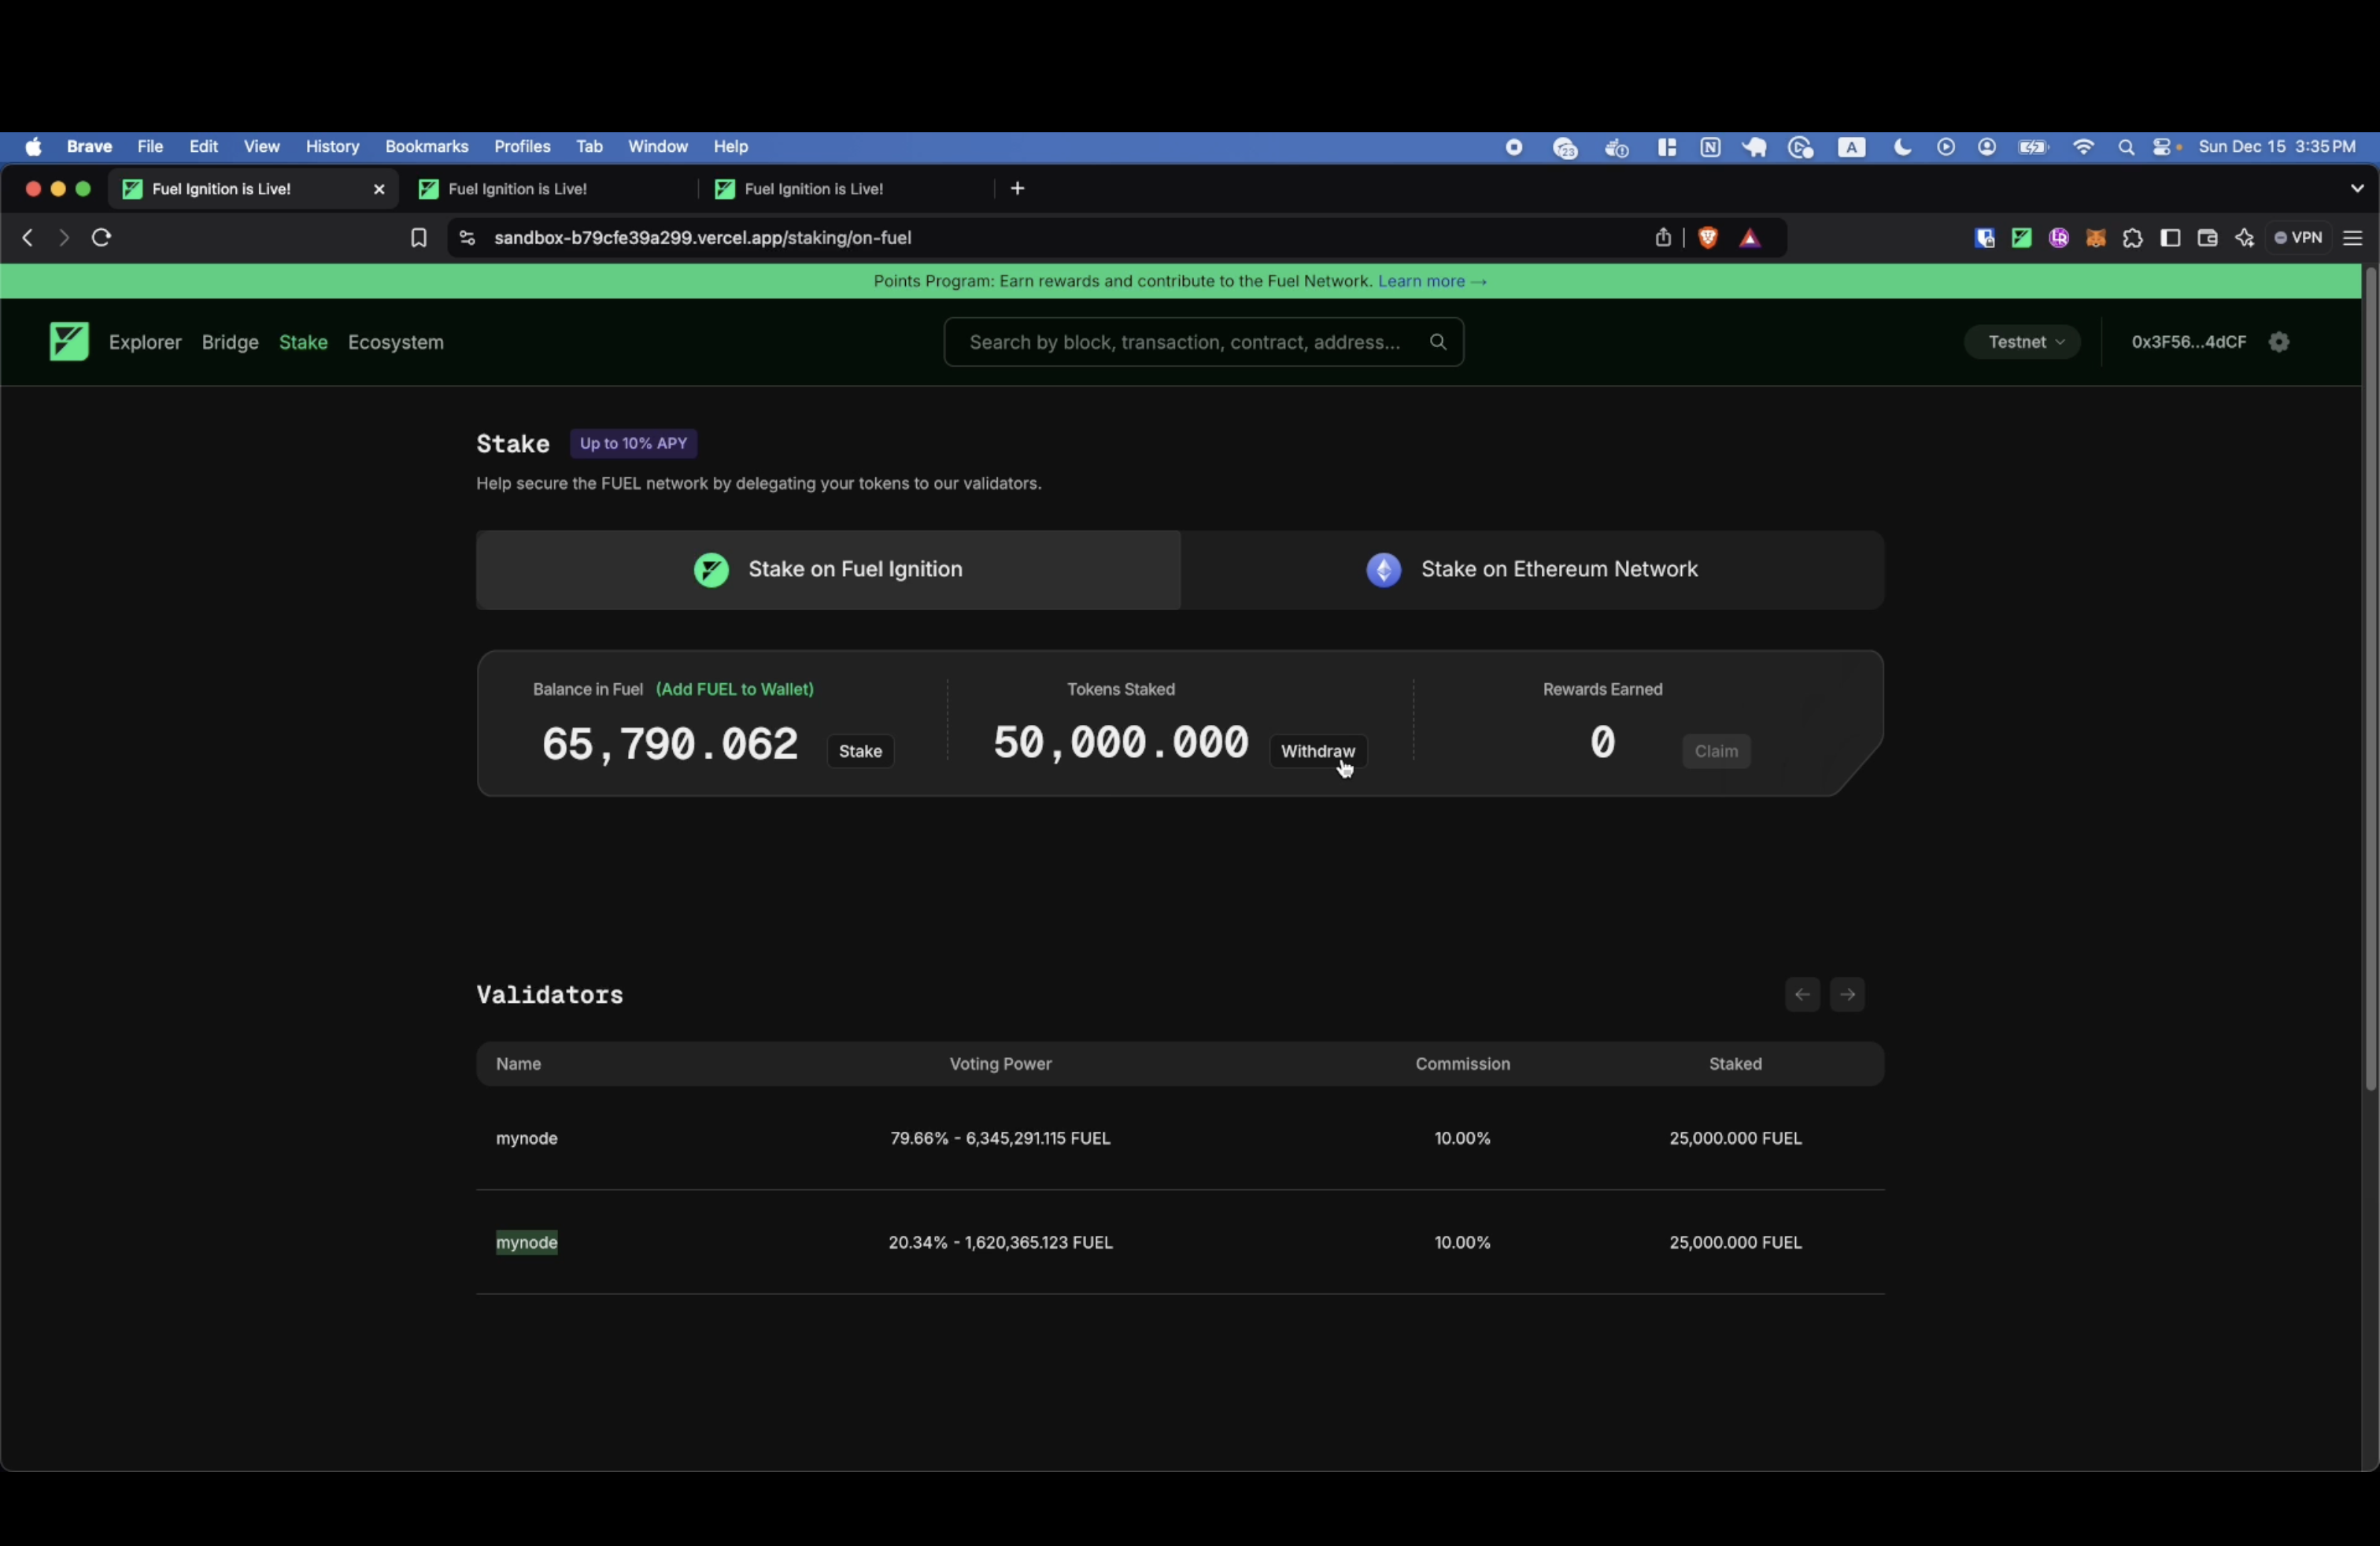 Brave File Edit View History Bookmarks Profiles Tab Window Help 23 N A Sun Dec 15 3:35 PM
Fuel Ignition is Live! Fuel Ignition is Live! Fuel Ignition is Live!
sandbox-b79cfe39a299.vercel.app/staking/on-fuel VPN
Points Program: Earn rewards and contribute to the Fuel Network. Learn more →
Explorer Bridge Stake Ecosystem Search by block, transaction, contract, address... Testnet 0x3F56...4dCF
Stake Up to 10% APY
Help secure the FUEL network by delegating your tokens to our validators.
Stake on Fuel Ignition Stake on Ethereum Network
Balance in Fuel (Add FUEL to Wallet) Tokens Staked Rewards Earned
65,790.062 Stake 50,000.000 Withdraw 0 Claim
Validators
Name Voting Power Commission Staked
mynode 79.66% - 6,345,291.115 FUEL 10.00% 25,000.000 FUEL
mynode 20.34% - 1,620,365.123 FUEL 10.00% 25,000.000 FUEL